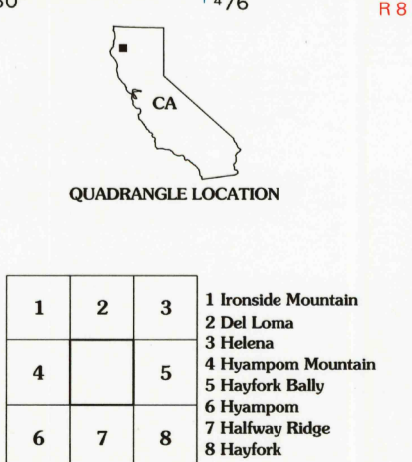 476
R 8
CA
QUADRANGLE LOCATION
1 2 3
4 5
6 7 8
1 Ironside Mountain
2 Del Loma
3 Helena
4 Hyampom Mountain
5 Hayfork Bally
6 Hyampom
7 Halfway Ridge
8 Hayfork